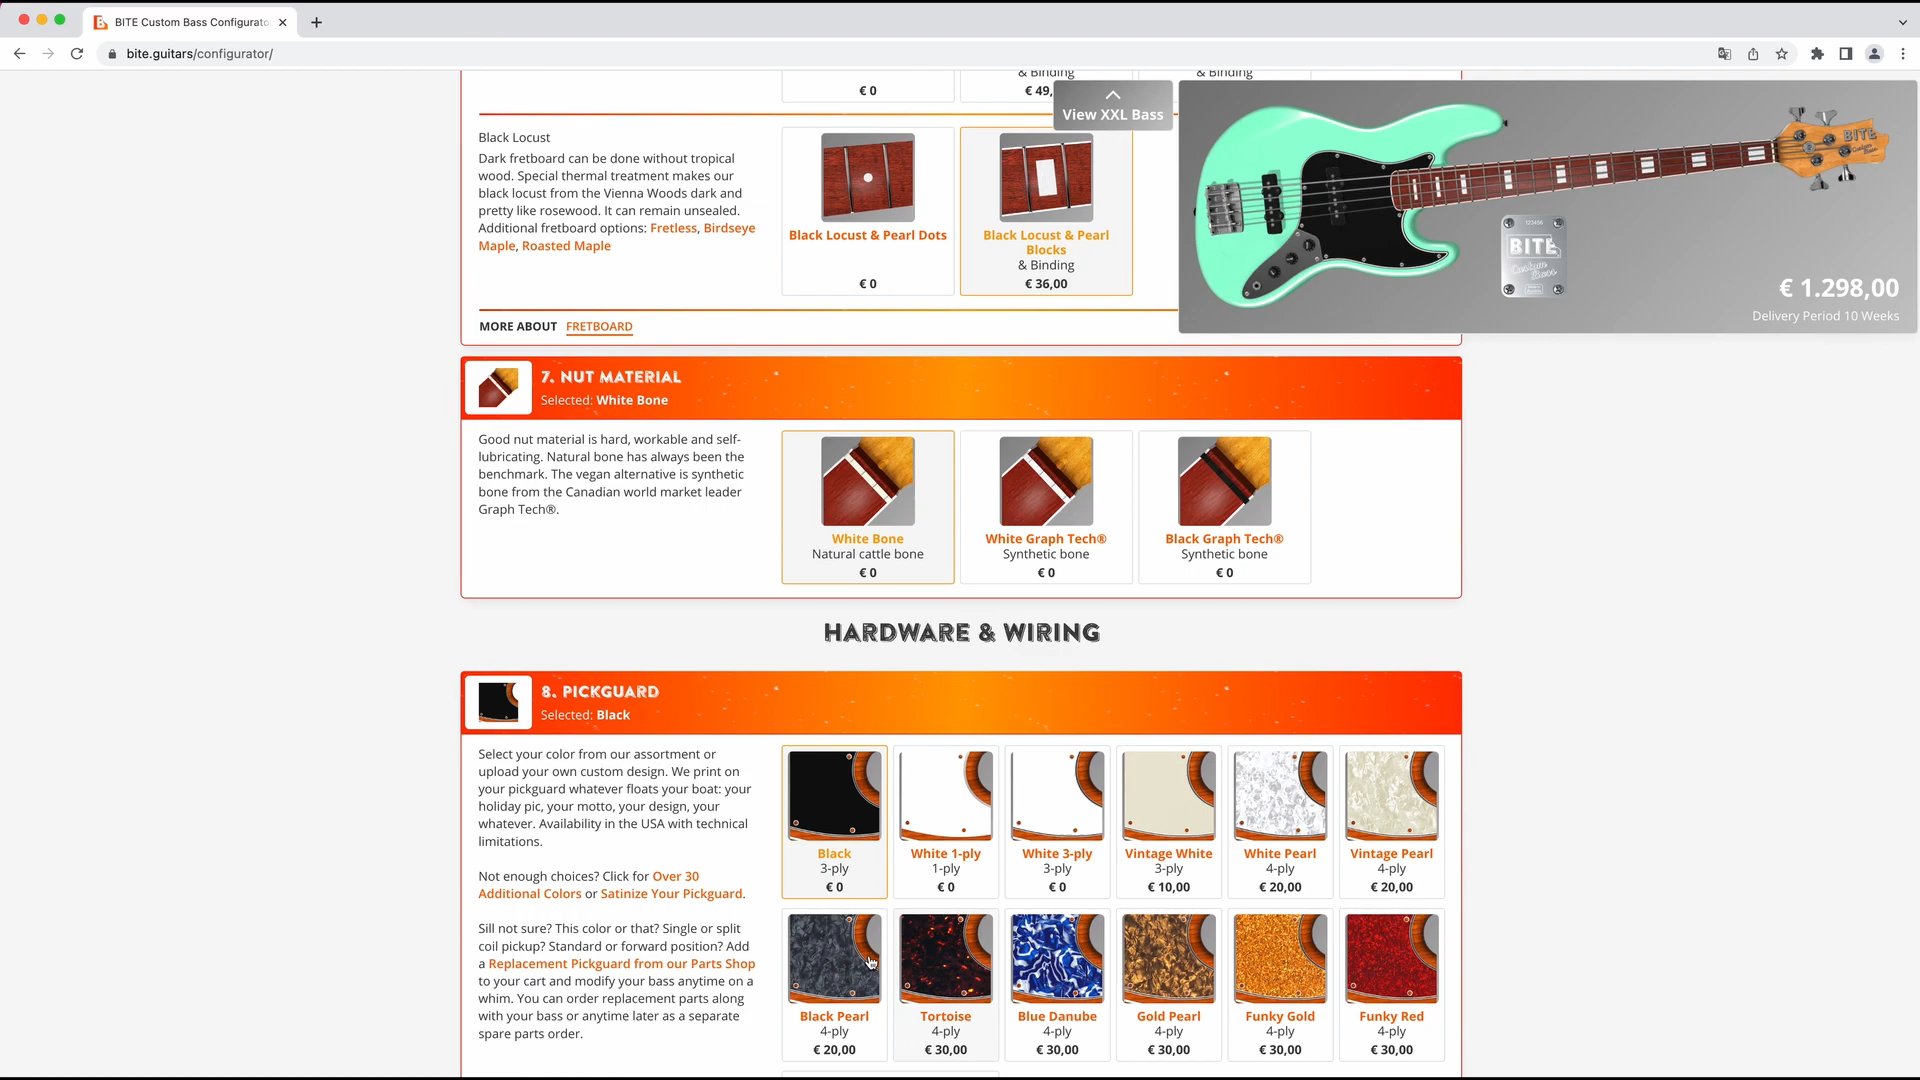 BITE Custom Bass Configurato
bite.guitars/configurator/
& Binding
& Binding
€ 0
€ 49,
View XXL Bass
Black Locust
Dark fretboard can be done without tropical
wood. Special thermal treatment makes our
black locust from the Vienna Woods dark and
pretty like rosewood. It can remain unsealed.
Additional fretboard options: Fretless, Birdseye
Maple, Roasted Maple
Black Locust & Pearl Dots
€ 0
Black Locust & Pearl
Blocks
& Binding
€ 36,00
BITE
123456
BITE
Custom
Bass
€ 1.298,00
Delivery Period 10 Weeks
MORE ABOUT FRETBOARD
7. NUT MATERIAL
Selected: White Bone
Good nut material is hard, workable and self-
lubricating. Natural bone has always been the
benchmark. The vegan alternative is synthetic
bone from the Canadian world market leader
Graph Tech®.
White Bone
Natural cattle bone
€ 0
White Graph Tech®
Synthetic bone
€ 0
Black Graph Tech®
Synthetic bone
€ 0
HARDWARE & WIRING
8. PICKGUARD
Selected: Black
Select your color from our assortment or
upload your own custom design. We print on
your pickguard whatever floats your boat: your
holiday pic, your motto, your design, your
whatever. Availability in the USA with technical
limitations.
Not enough choices? Click for Over 30
Additional Colors or Satinize Your Pickguard.
Sill not sure? This color or that? Single or split
coil pickup? Standard or forward position? Add
a Replacement Pickguard from our Parts Shop
to your cart and modify your bass anytime on a
whim. You can order replacement parts along
with your bass or anytime later as a separate
spare parts order.
Black
3-ply
€ 0
White 1-ply
1-ply
€ 0
White 3-ply
3-ply
€ 0
Vintage White
3-ply
€ 10,00
White Pearl
4-ply
€ 20,00
Vintage Pearl
4-ply
€ 20,00
Black Pearl
4-ply
€ 20,00
Tortoise
4-ply
€ 30,00
Blue Danube
4-ply
€ 30,00
Gold Pearl
4-ply
€ 30,00
Funky Gold
4-ply
€ 30,00
Funky Red
4-ply
€ 30,00